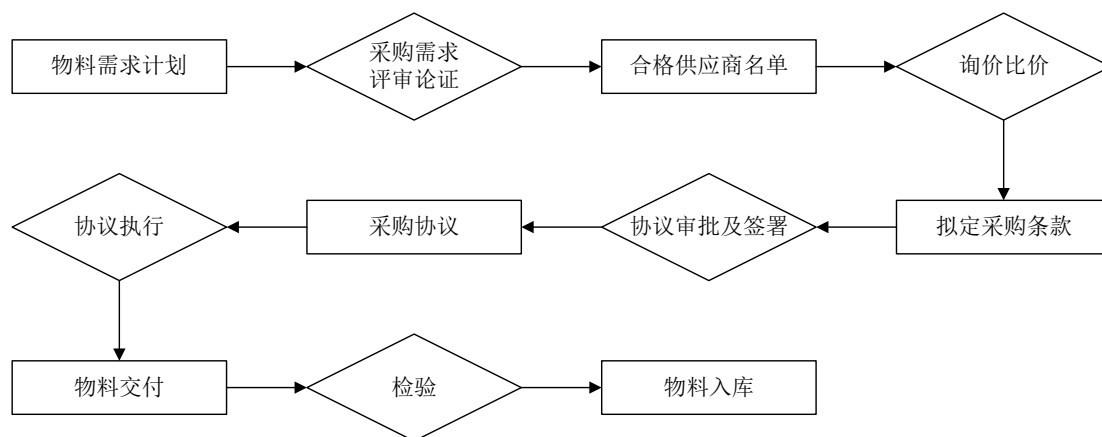 物料需求计划
采购需求
评审论证
合格供应商名单
询价比价
拟定采购条款
协议审批及签署
采购协议
协议执行
物料交付
检验
物料入库